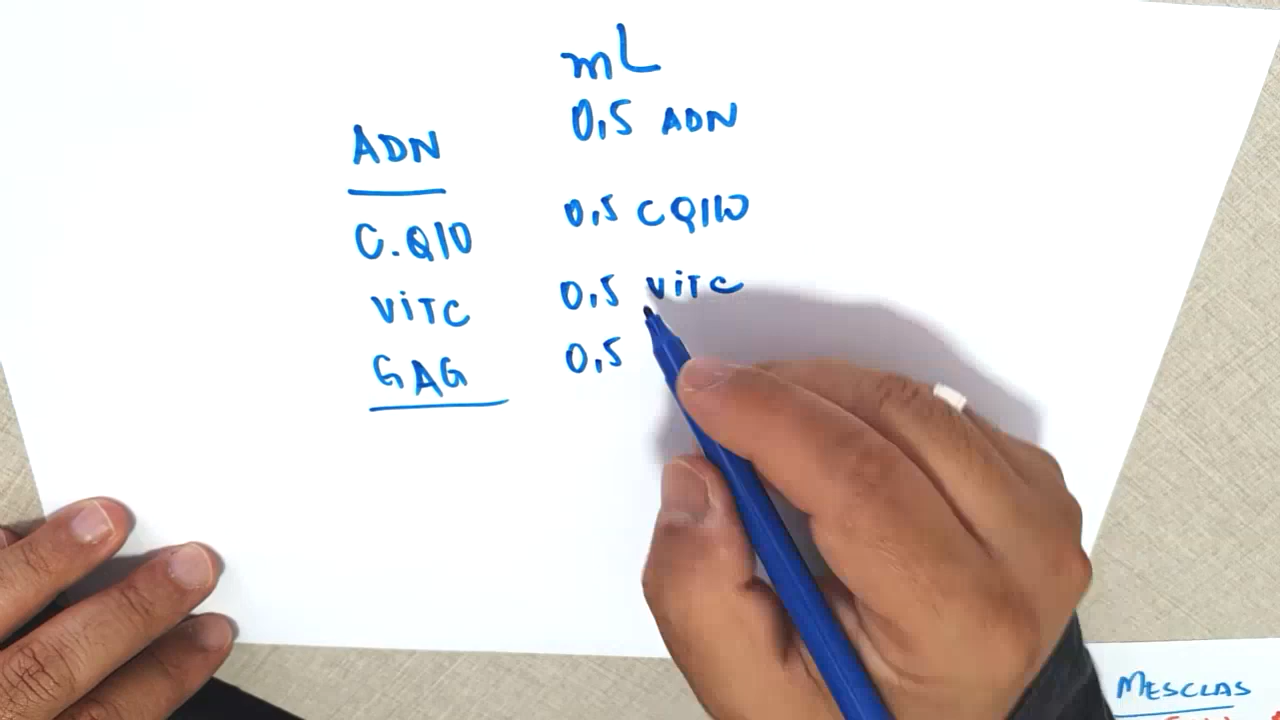 mL
0,5 ADN
ADN
0,5 CQ10
C.Q10
0,5 ViTC
ViTC
0,5
GAG
MESCLAS